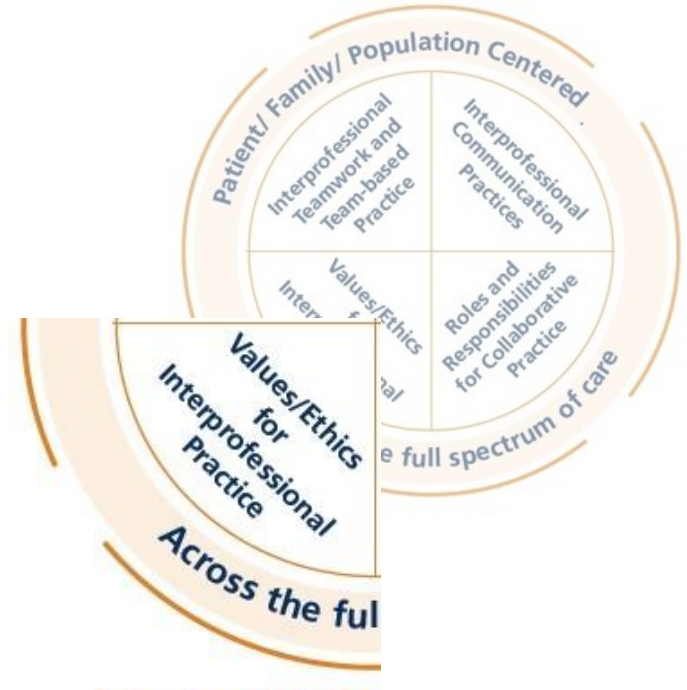 Patient/ Family/ Population Centered
Interprofessional
Teamwork and
Team-based
Practice
Interprofessional
Communication
Practices
Values/Ethics
Roles and
Responsibilities
for Collaborative
Practice
e full spectrum of care
Values/Ethics
for
Interprofessional
Practice
Across the ful